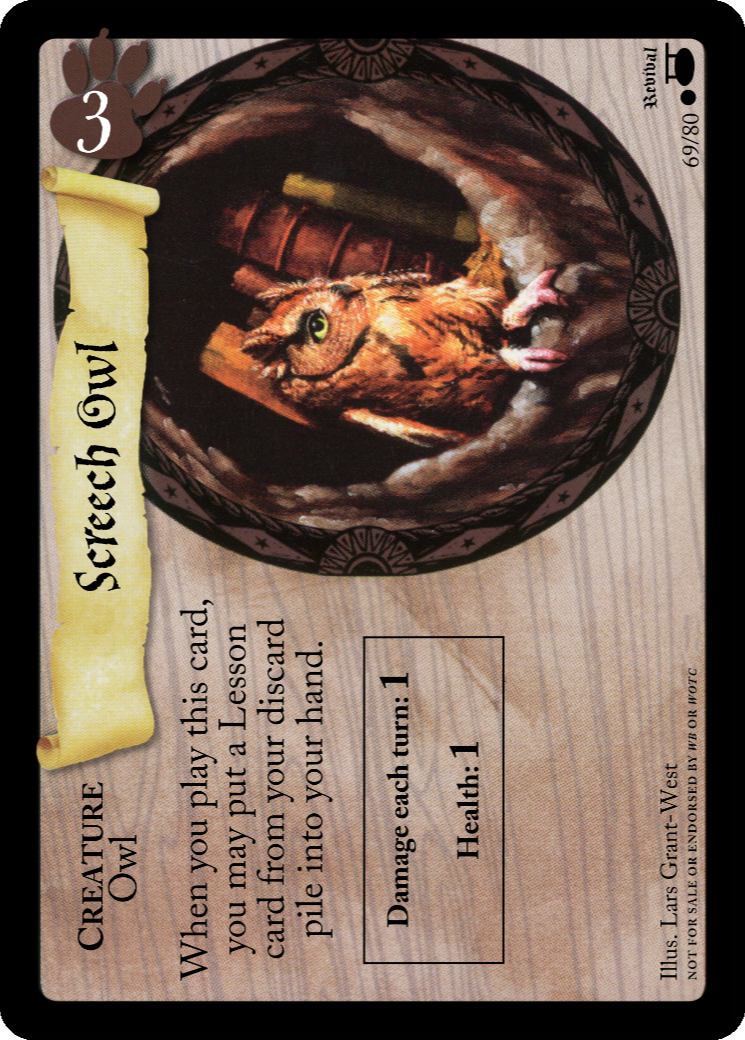 CREATURE
Owl
Screech Owl
3
When you play this card,
you may put a Lesson
card from your discard
pile into your hand.
Damage each turn: 1
Health: 1
Illus. Lars Grant-West
NOT FOR SALE OR ENDORSED BY WB OR WOTC
Revival
69/80